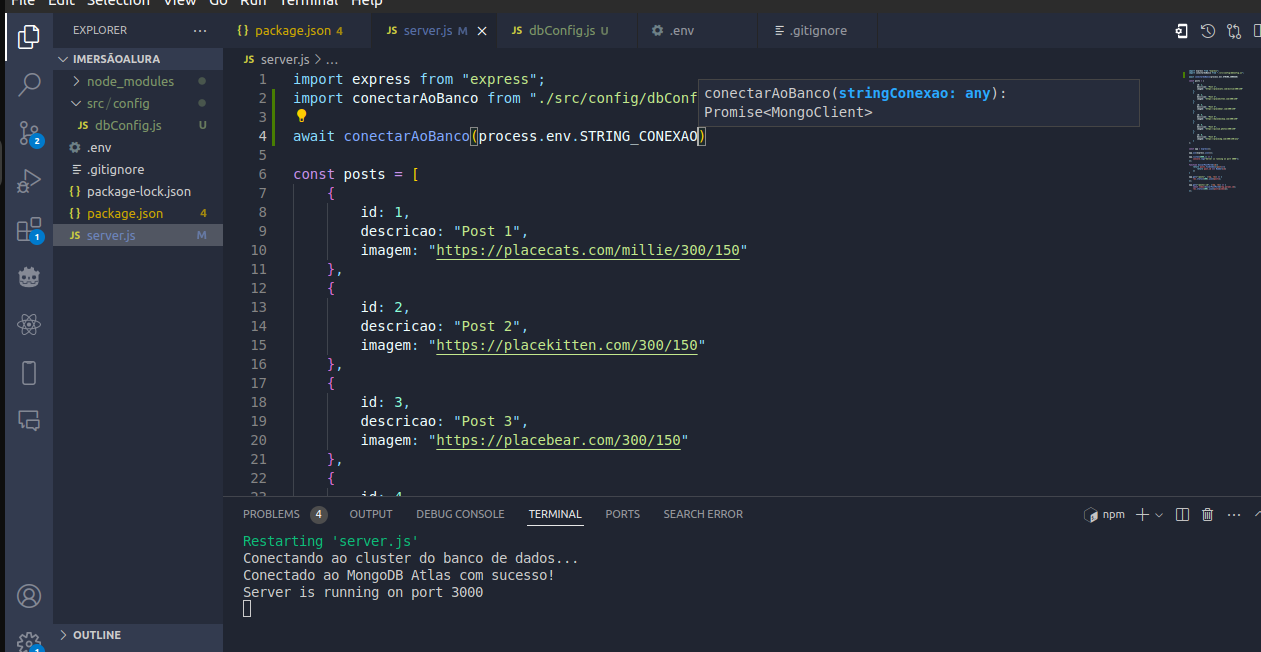 File Edit Selection View Go Run Terminal Help
EXPLORER ...
{} package.json 4
JS server.js M
JS dbConfig.js U
.env
.gitignore
IMERSÃOALURA
node_modules
src/config
JS dbConfig.js U
.env
.gitignore
{} package-lock.json
{} package.json 4
JS server.js M
2
1
JS server.js > ...
1 import express from "express";
2 import conectarAoBanco from "./src/config/dbConf
3
4 await conectarAoBanco(process.env.STRING_CONEXAO)
conectarAoBanco(stringConexao: any):
Promise<MongoClient>
5
6 const posts = [
7 {
8 id: 1,
9 descricao: "Post 1",
10 imagem: "https://placecats.com/millie/300/150"
11 },
12 {
13 id: 2,
14 descricao: "Post 2",
15 imagem: "https://placekitten.com/300/150"
16 },
17 {
18 id: 3,
19 descricao: "Post 3",
20 imagem: "https://placebear.com/300/150"
21 },
22 {
23 id: 4
PROBLEMS 4 OUTPUT DEBUG CONSOLE TERMINAL PORTS SEARCH ERROR
npm
Restarting 'server.js'
Conectando ao cluster do banco de dados...
Conectado ao MongoDB Atlas com sucesso!
Server is running on port 3000
OUTLINE
1